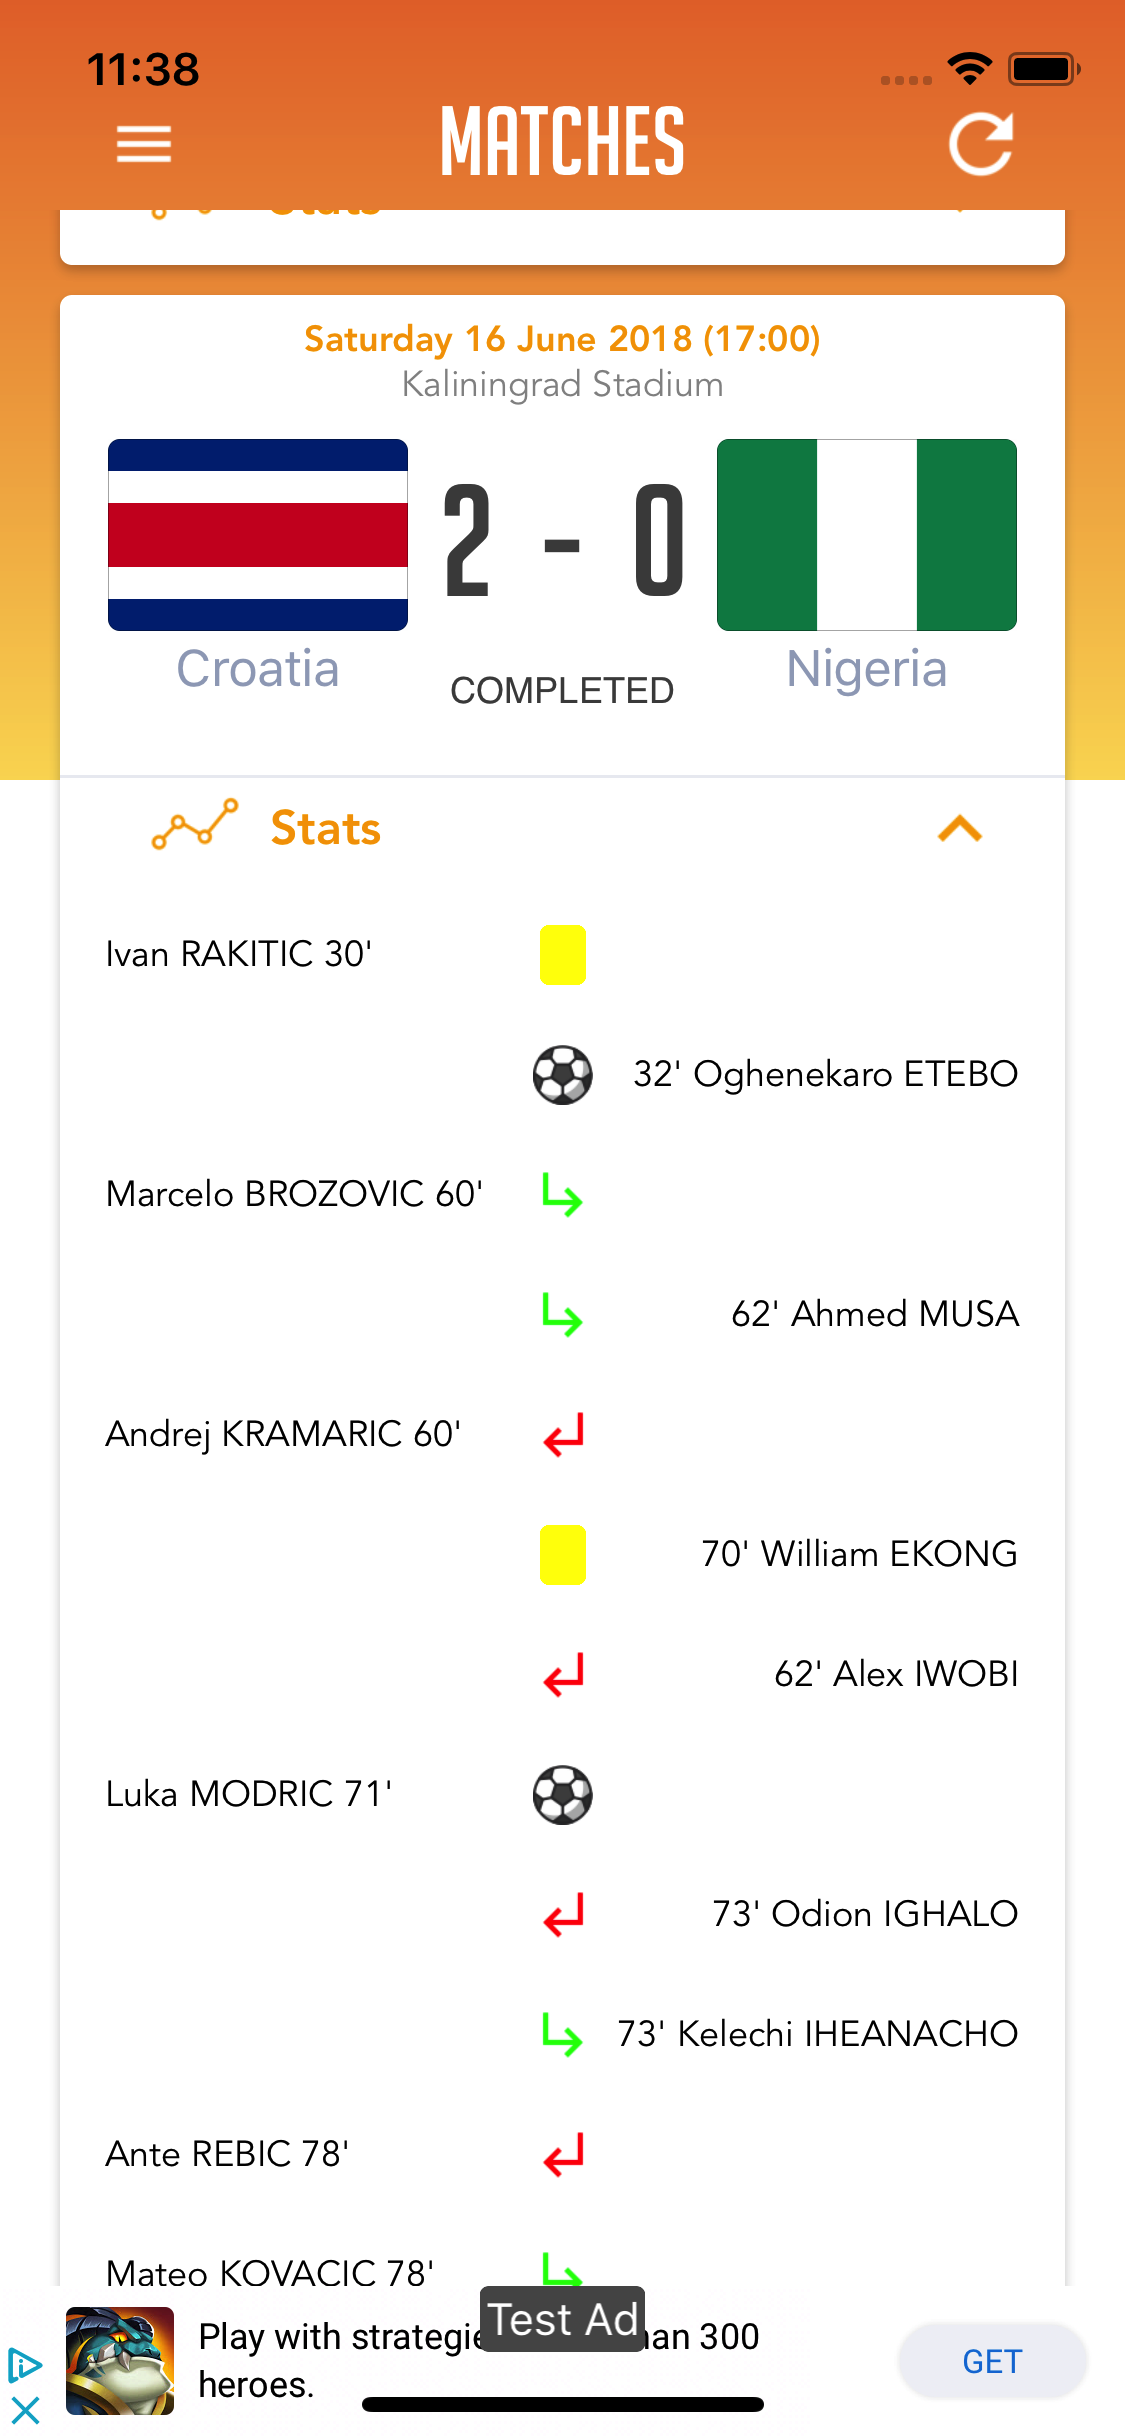 11:38
MATCHES
Stats
Saturday 16 June 2018 (17:00)
Kaliningrad Stadium
2 - 0
Croatia
Nigeria
COMPLETED
Stats
Ivan RAKITIC 30'
32' Oghenekaro ETEBO
Marcelo BROZOVIC 60'
62' Ahmed MUSA
Andrej KRAMARIC 60'
70' William EKONG
62' Alex IWOBI
Luka MODRIC 71'
73' Odion IGHALO
73' Kelechi IHEANACHO
Ante REBIC 78'
Mateo KOVACIC 78'
Test Ad
Play with 300
heroes.
GET